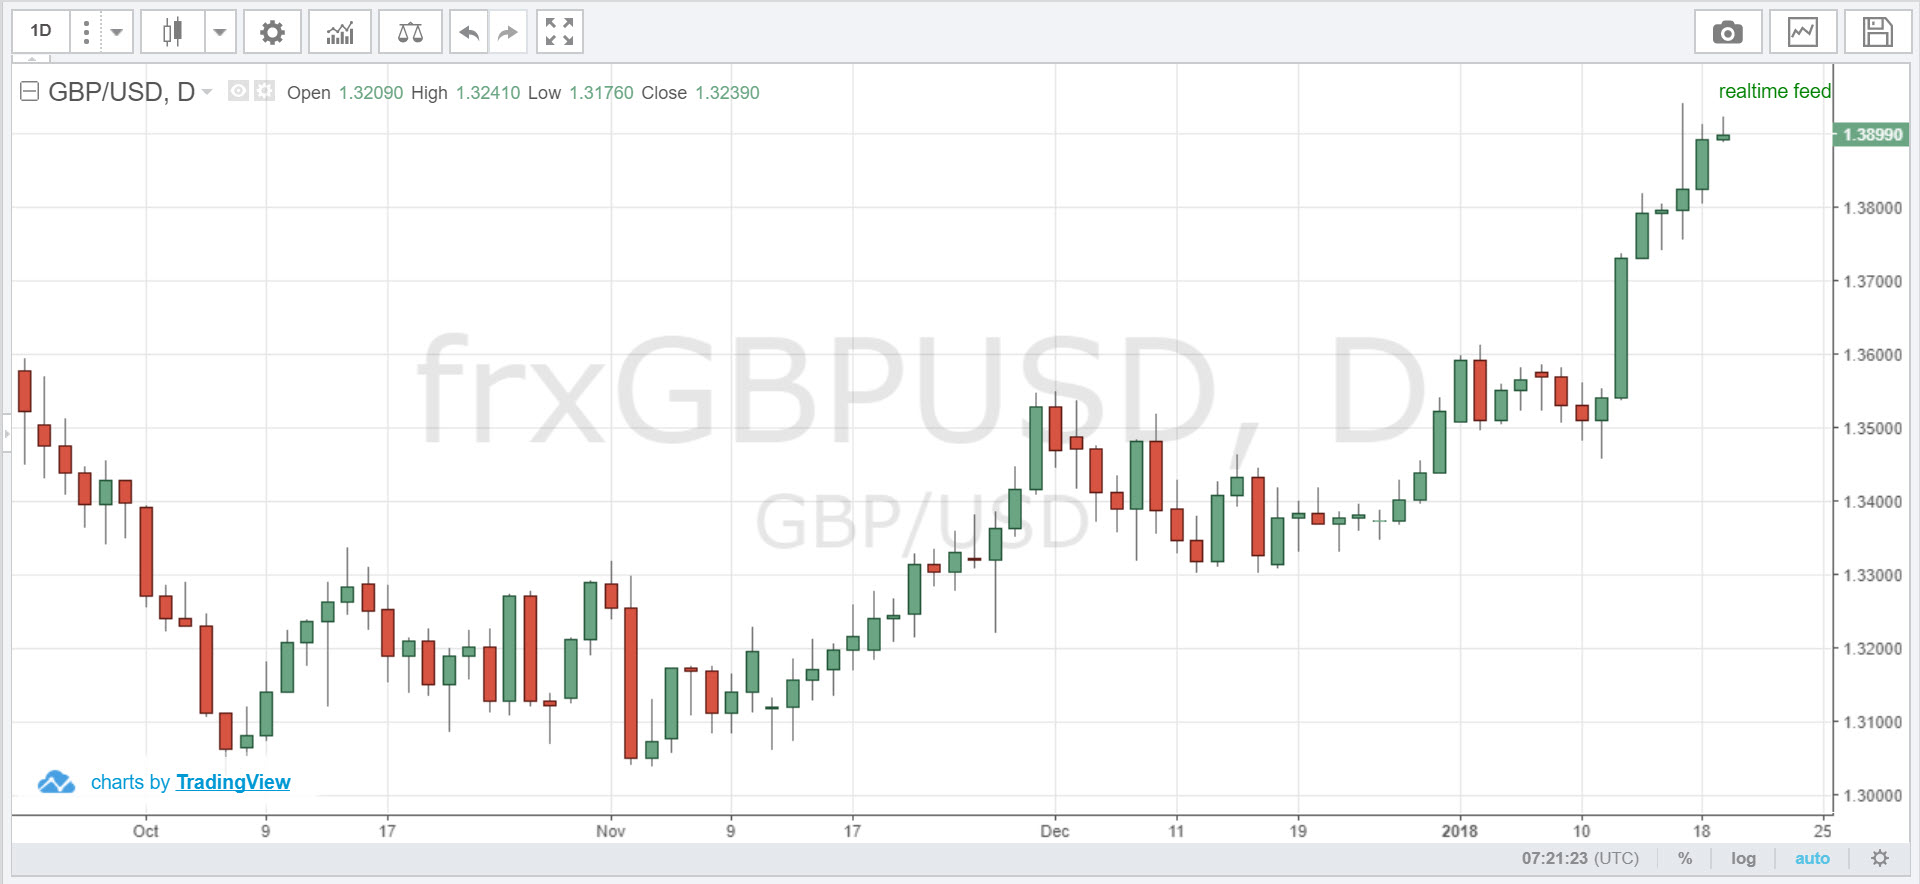 1D
GBP/USD, D Open 1.32090 High 1.32410 Low 1.31760 Close 1.32390
realtime feed
1.38990
1.38000
1.37000
1.36000
1.35000
1.34000
1.33000
1.32000
1.31000
1.30000
frxGBPUSD, D
GBP/USD
charts by TradingView
Oct 9 17 Nov 9 17 Dec 11 19 2018 10 18 25
07:21:23 (UTC) % log auto